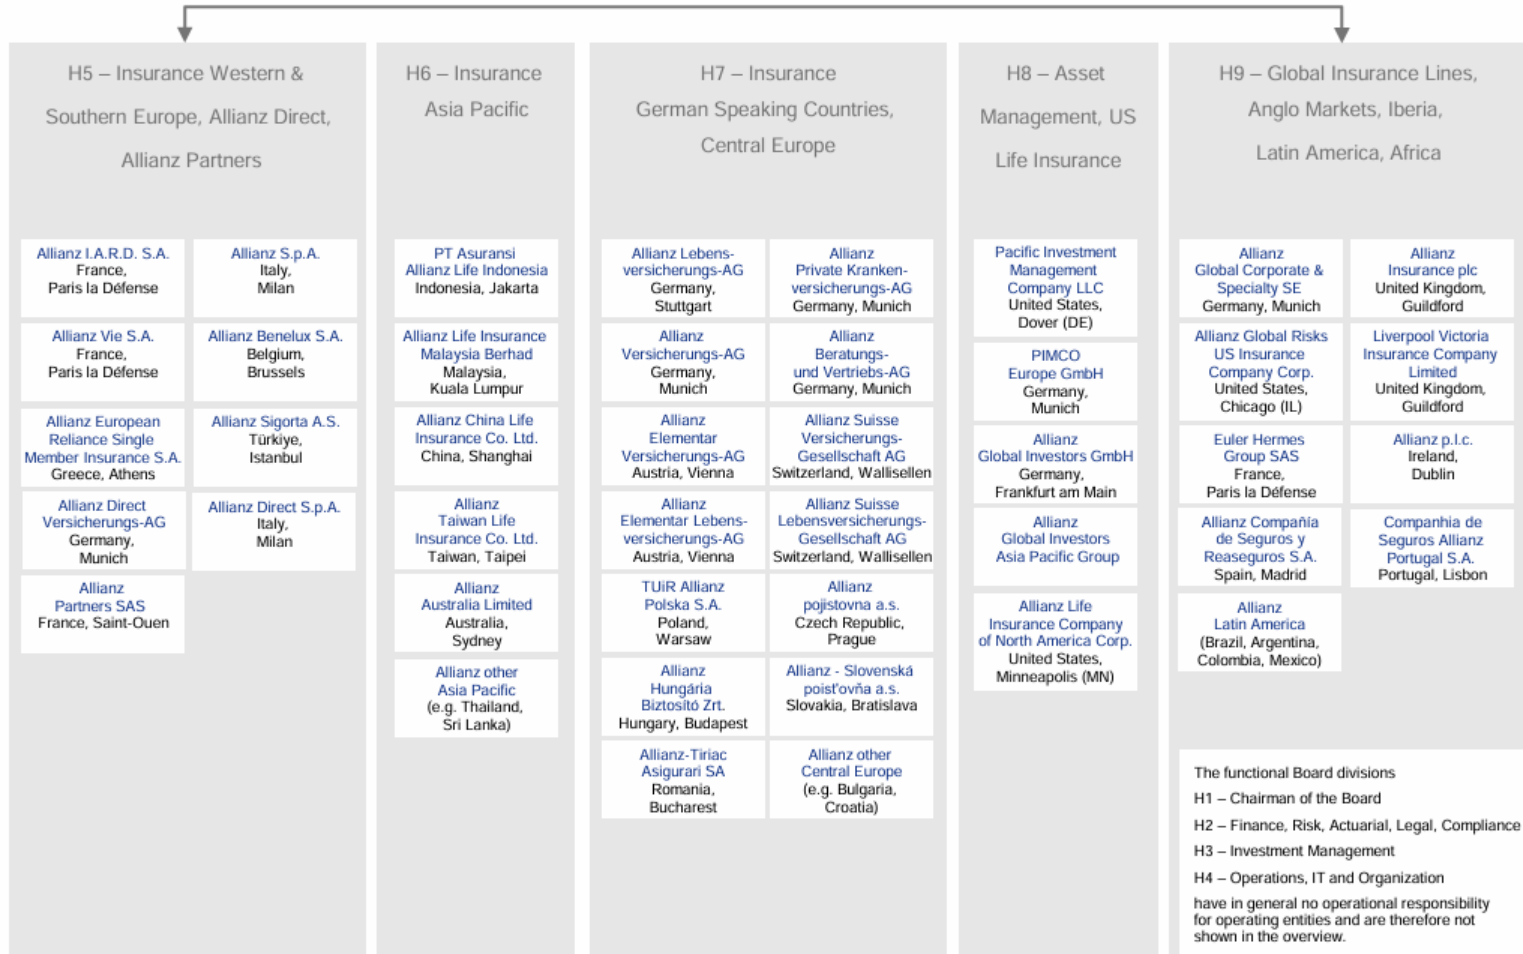 H5 – Insurance Western &
Southern Europe, Allianz Direct,
Allianz Partners
Allianz I.A.R.D. S.A.
France,
Paris la Défense
Allianz S.p.A.
Italy,
Milan
Allianz Vie S.A.
France,
Paris la Défense
Allianz Benelux S.A.
Belgium,
Brussels
Allianz European
Reliance Single
Member Insurance S.A.
Greece, Athens
Allianz Sigorta A.S.
Türkiye,
Istanbul
Allianz Direct
Versicherungs-AG
Germany,
Munich
Allianz Direct S.p.A.
Italy,
Milan
Allianz
Partners SAS
France, Saint-Ouen
H6 – Insurance
Asia Pacific
PT Asuransi
Allianz Life Indonesia
Indonesia, Jakarta
Allianz Life Insurance
Malaysia Berhad
Malaysia,
Kuala Lumpur
Allianz China Life
Insurance Co. Ltd.
China, Shanghai
Allianz
Taiwan Life
Insurance Co. Ltd.
Taiwan, Taipei
Allianz
Australia Limited
Australia,
Sydney
Allianz other
Asia Pacific
(e.g. Thailand,
Sri Lanka)
H7 – Insurance
German Speaking Countries,
Central Europe
Allianz Lebens-
versicherungs-AG
Germany,
Stuttgart
Allianz
Private Kranken-
versicherungs-AG
Germany, Munich
Allianz
Versicherungs-AG
Germany,
Munich
Allianz
Beratungs-
und Vertriebs-AG
Germany, Munich
Allianz
Elementar
Versicherungs-AG
Austria, Vienna
Allianz Suisse
Versicherungs-
Gesellschaft AG
Switzerland, Wallisellen
Allianz
Elementar Lebens-
versicherungs-AG
Austria, Vienna
Allianz Suisse
Lebensversicherungs-
Gesellschaft AG
Switzerland, Wallisellen
TUiR Allianz
Polska S.A.
Poland,
Warsaw
Allianz
pojistovna a.s.
Czech Republic,
Prague
Allianz
Hungária
Biztosító Zrt.
Hungary, Budapest
Allianz - Slovenská
poist'ovňa a.s.
Slovakia, Bratislava
Allianz-Tiriac
Asigurari SA
Romania,
Bucharest
Allianz other
Central Europe
(e.g. Bulgaria,
Croatia)
H8 – Asset
Management, US
Life Insurance
Pacific Investment
Management
Company LLC
United States,
Dover (DE)
PIMCO
Europe GmbH
Germany,
Munich
Allianz
Global Investors GmbH
Germany,
Frankfurt am Main
Allianz
Global Investors
Asia Pacific Group
Allianz Life
Insurance Company
of North America Corp.
United States,
Minneapolis (MN)
H9 – Global Insurance Lines,
Anglo Markets, Iberia,
Latin America, Africa
Allianz
Global Corporate &
Specialty SE
Germany, Munich
Allianz
Insurance plc
United Kingdom,
Guildford
Allianz Global Risks
US Insurance
Company Corp.
United States,
Chicago (IL)
Liverpool Victoria
Insurance Company
Limited
United Kingdom,
Guildford
Euler Hermes
Group SAS
France,
Paris la Défense
Allianz p.l.c.
Ireland,
Dublin
Allianz Compañía
de Seguros y
Reaseguros S.A.
Spain, Madrid
Companhia de
Seguros Allianz
Portugal S.A.
Portugal, Lisbon
Allianz
Latin America
(Brazil, Argentina,
Colombia, Mexico)
The functional Board divisions
H1 – Chairman of the Board
H2 – Finance, Risk, Actuarial, Legal, Compliance
H3 – Investment Management
H4 – Operations, IT and Organization
have in general no operational responsibility
for operating entities and are therefore not
shown in the overview.